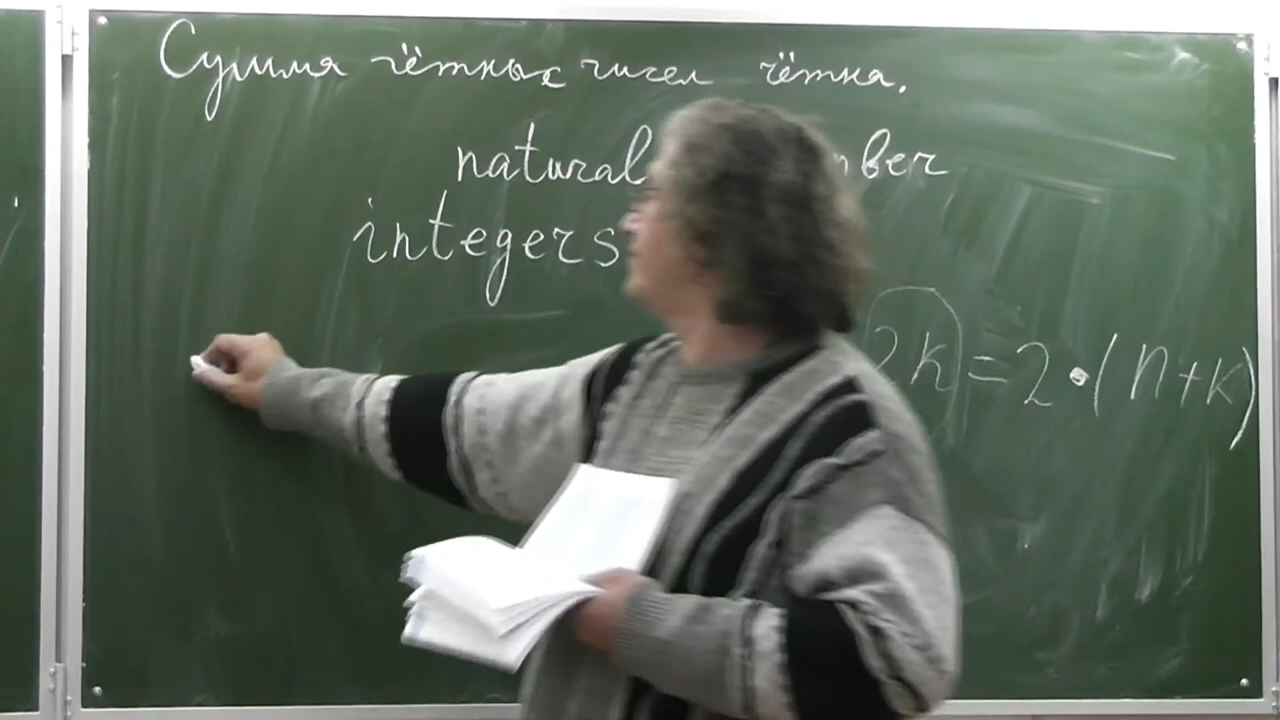 Сумма чётных чисел чётна.
natural
integers
2k = 2 · (n+k)